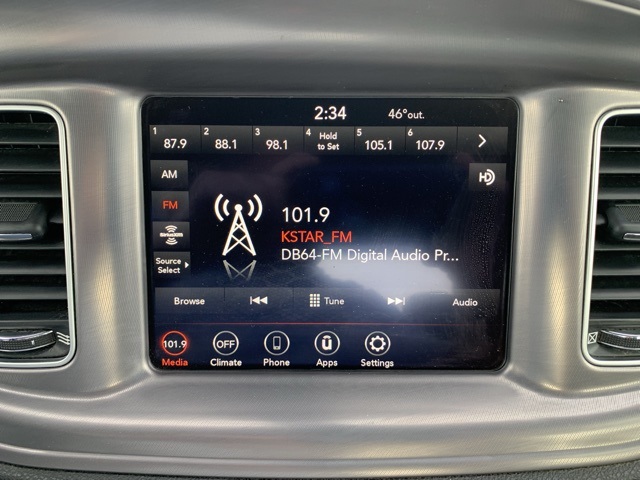 2:34 46°out.
1 87.9 2 88.1 3 98.1 4 Hold to Set 5 105.1 6 107.9
AM
HD
FM
101.9
KSTAR_FM
SiriusXM
DB64-FM Digital Audio Pr...
Source Select
Browse Tune Audio
101.9 OFF ū
Media Climate Phone Apps Settings